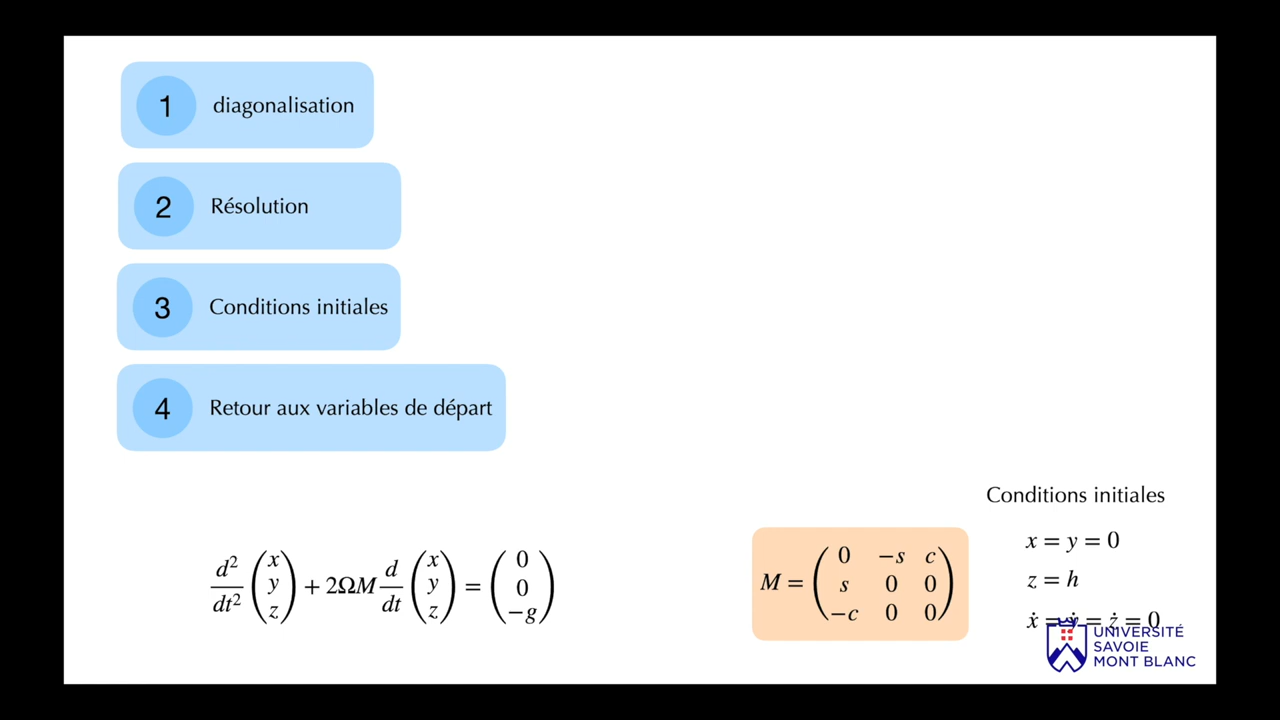 1 diagonalisation
2 Résolution
3 Conditions initiales
4 Retour aux variables de départ
Conditions initiales
x = y = 0
z = h
ẋ = ẏ = ż = 0
d²/dt² (x y z) + 2ΩM d/dt (x y z) = (0 0 −g)
M = (0 −s c
s 0 0
−c 0 0)
UNIVERSITÉ
SAVOIE
MONT BLANC